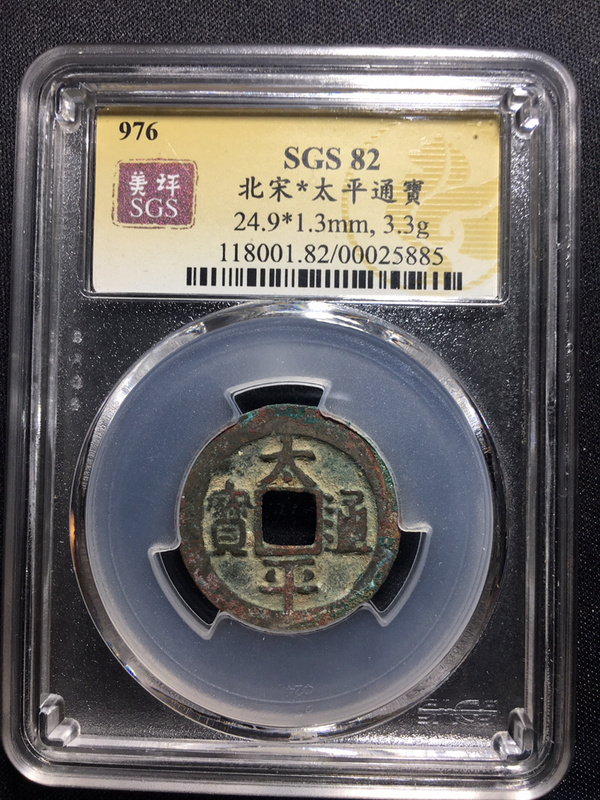 976
美评
SGS
SGS 82
北宋*太平通寶
24.9*1.3mm, 3.3g
118001.82/00025885
太
平
通
寶